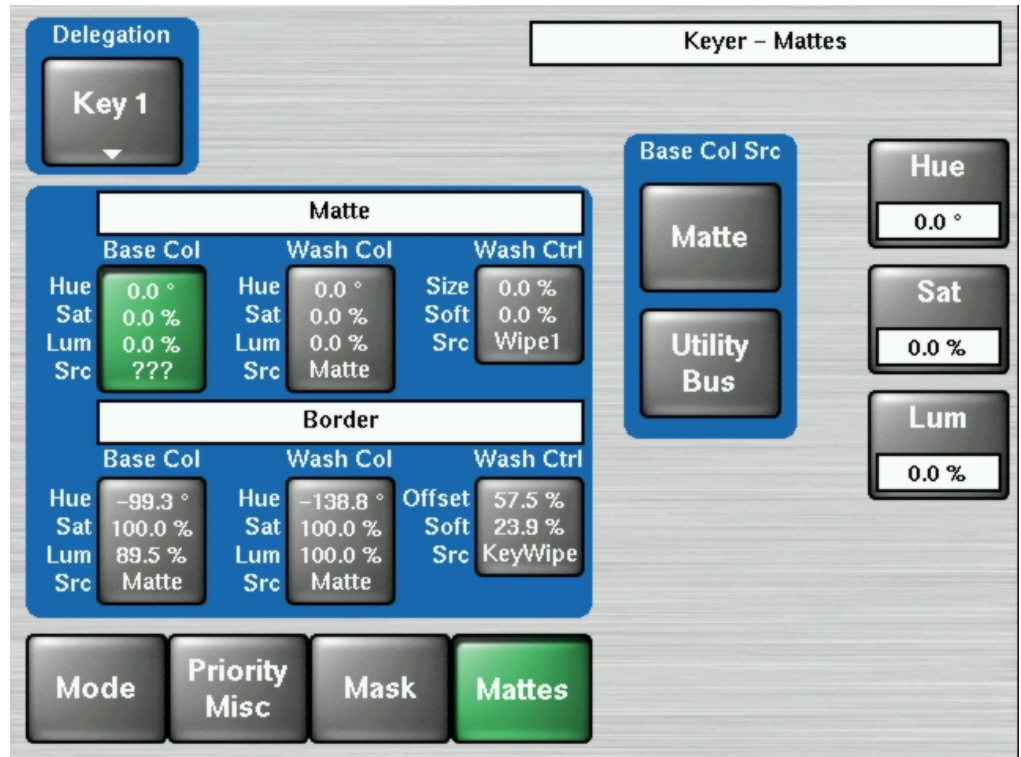 Delegation
Keyer – Mattes
Key 1
Base Col Src
Matte
Utility
Bus
Hue
0.0 °
Sat
0.0 %
Lum
0.0 %
Matte
Base Col Wash Col Wash Ctrl
Hue 0.0 ° Hue 0.0 ° Size 0.0 %
Sat 0.0 % Sat 0.0 % Soft 0.0 %
Lum 0.0 % Lum 0.0 % Src Wipe1
Src ??? Src Matte
Border
Base Col Wash Col Wash Ctrl
Hue −99.3 ° Hue −138.8 ° Offset 57.5 %
Sat 100.0 % Sat 100.0 % Soft 23.9 %
Lum 89.5 % Lum 100.0 % Src KeyWipe
Src Matte Src Matte
Mode Priority Misc Mask Mattes